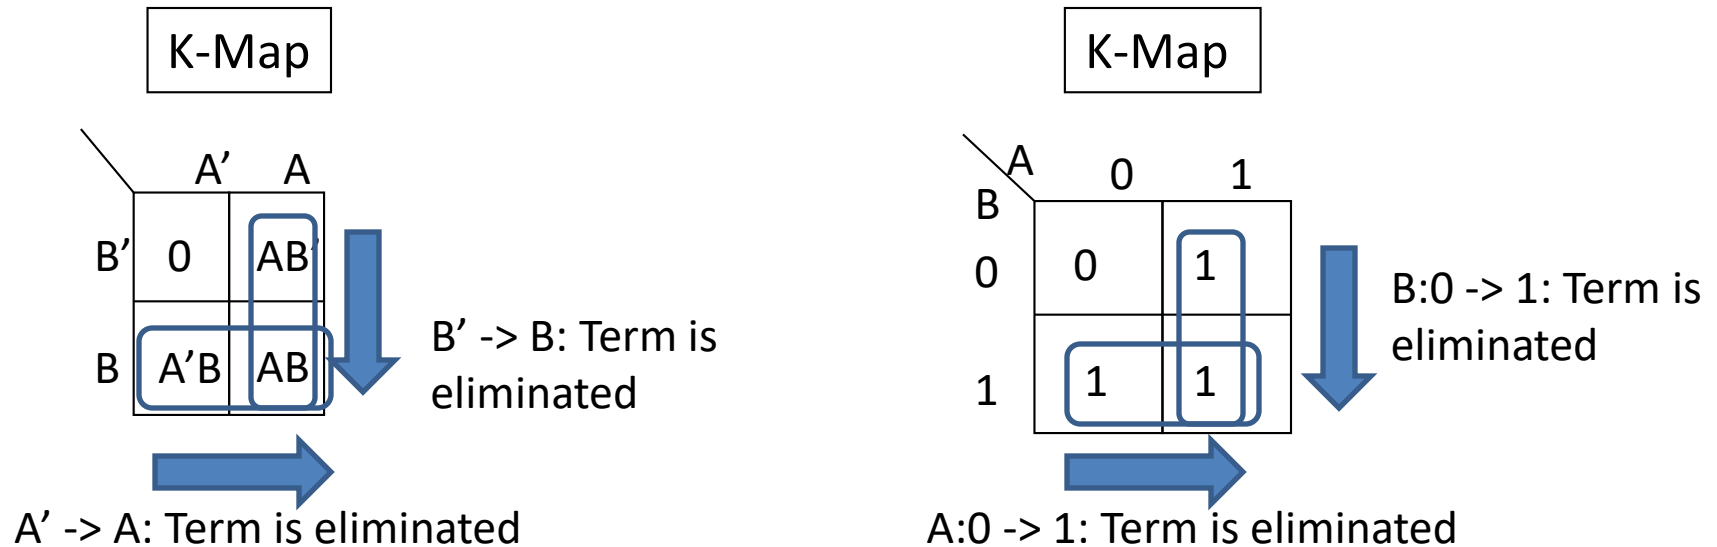 K-Map
A’ A
B’ 0 AB’
B A’B AB
B’ -> B: Term is
eliminated
A’ -> A: Term is eliminated
K-Map
A 0 1
B
0 0 1
1 1 1
B:0 -> 1: Term is
eliminated
A:0 -> 1: Term is eliminated